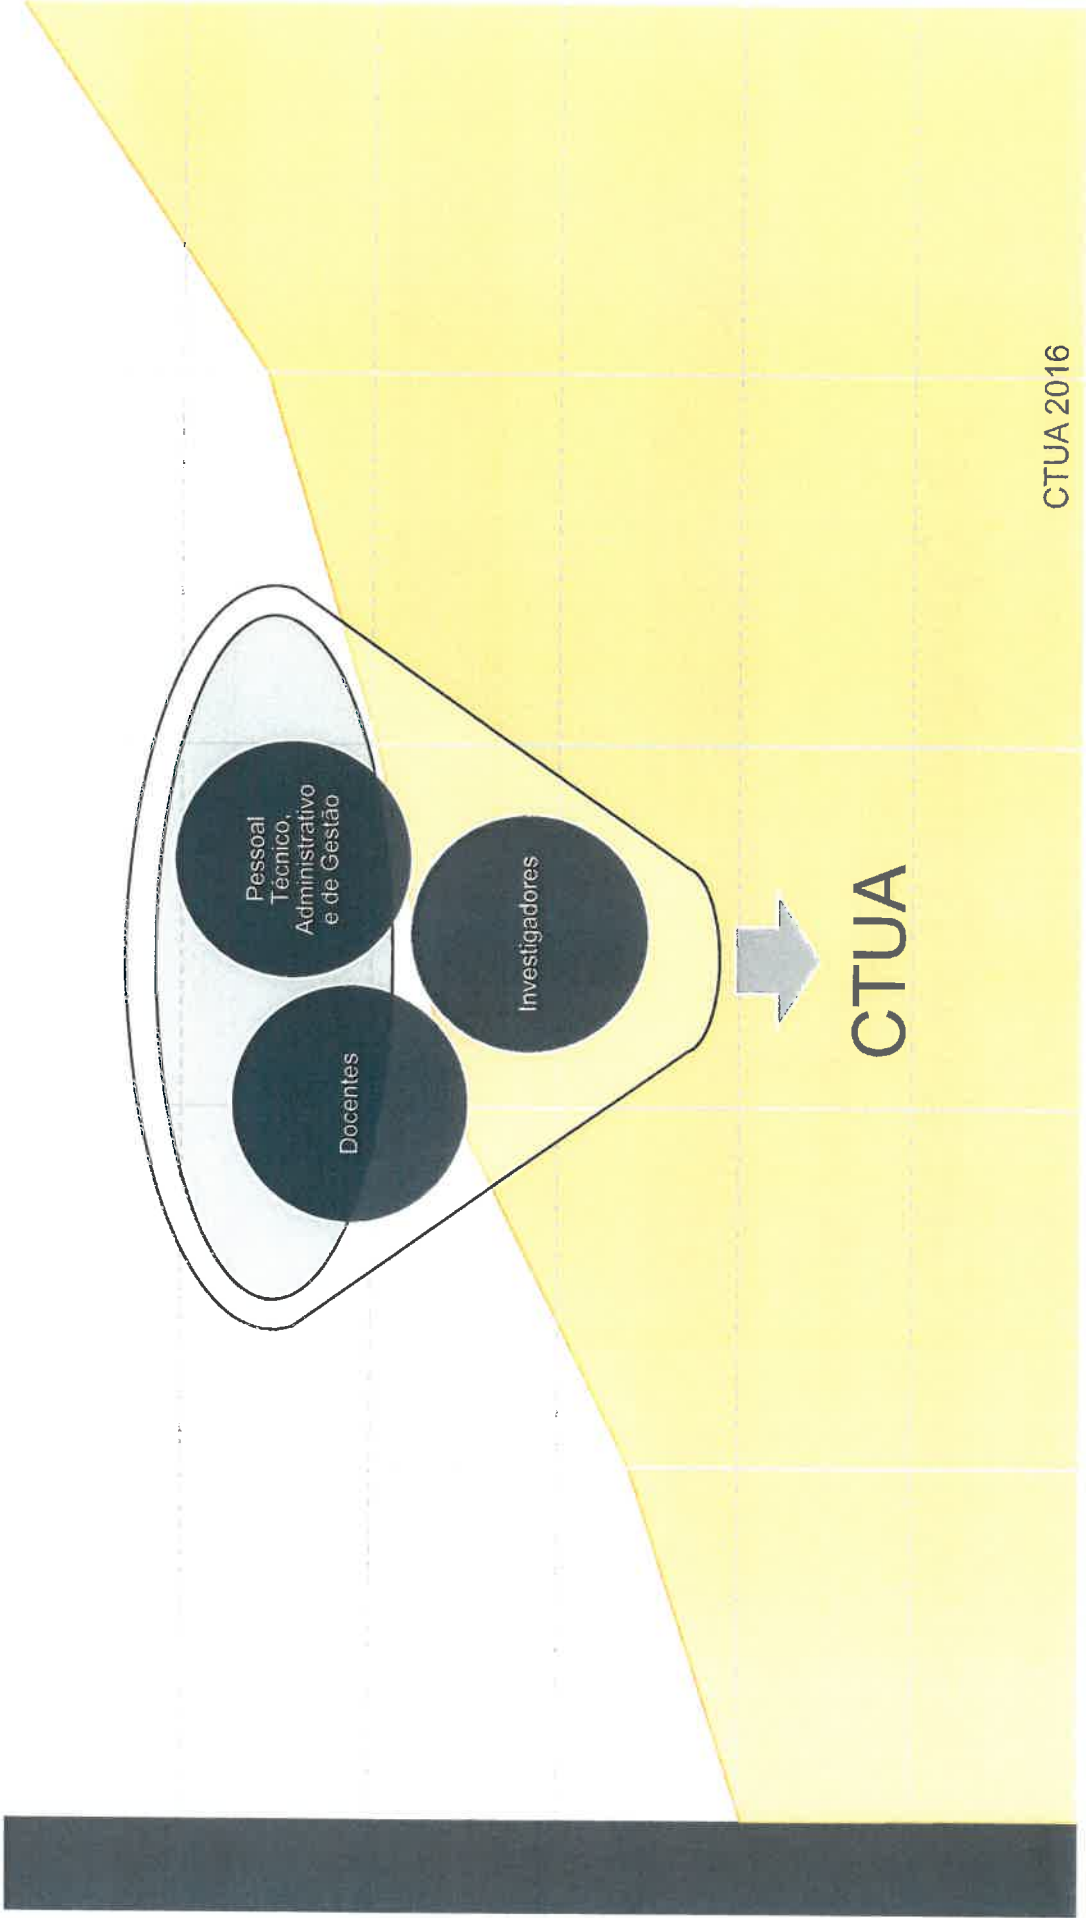 Docentes
Pessoal
Técnico,
Administrativo
e de Gestão
Investigadores
CTUA
CTUA 2016